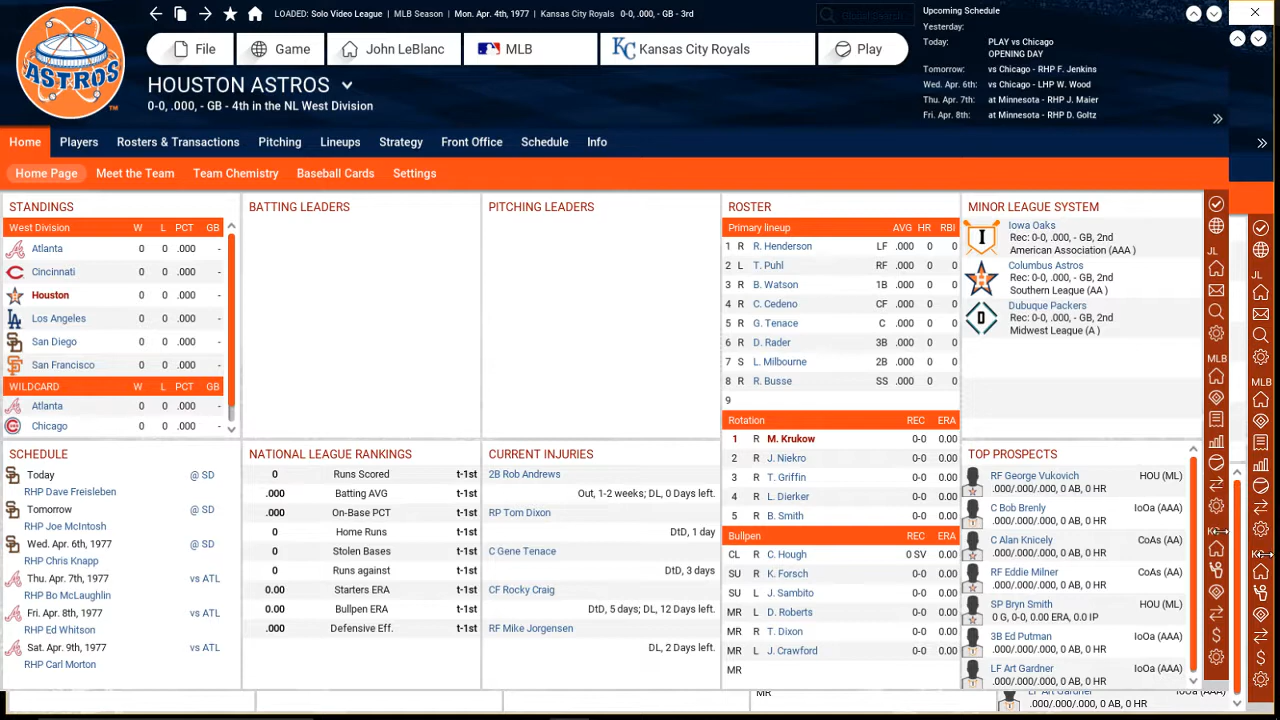 LOADED: Solo Video League | MLB Season | Mon. Apr. 4th, 1977 | Kansas City Royals 0-0, .000, - GB - 3rd
File Game John LeBlanc MLB Kansas City Royals Play
ASTROS
HOUSTON ASTROS
0-0, .000, - GB - 4th in the NL West Division
Upcoming Schedule
Yesterday:
Today: PLAY vs Chicago
OPENING DAY
Tomorrow: vs Chicago - RHP F. Jenkins
Wed. Apr. 6th: vs Chicago - LHP W. Wood
Thu. Apr. 7th: at Minnesota - RHP J. Maier
Fri. Apr. 8th: at Minnesota - RHP D. Goltz
Home Players Rosters & Transactions Pitching Lineups Strategy Front Office Schedule Info
Home Page Meet the Team Team Chemistry Baseball Cards Settings
STANDINGS
West Division W L PCT GB
Atlanta 0 0 .000 -
Cincinnati 0 0 .000 -
Houston 0 0 .000 -
Los Angeles 0 0 .000 -
San Diego 0 0 .000 -
San Francisco 0 0 .000 -
WILDCARD W L PCT GB
Atlanta 0 0 .000 -
Chicago 0 0 .000 -
BATTING LEADERS
PITCHING LEADERS
ROSTER
Primary lineup AVG HR RBI
1 R R. Henderson LF .000 0 0
2 L T. Puhl RF .000 0 0
3 R B. Watson 1B .000 0 0
4 R C. Cedeno CF .000 0 0
5 R G. Tenace C .000 0 0
6 R D. Rader 3B .000 0 0
7 S L. Milbourne 2B .000 0 0
8 R R. Busse SS .000 0 0
9
Rotation REC ERA
1 R M. Krukow 0-0 0.00
2 R J. Niekro 0-0 0.00
3 R T. Griffin 0-0 0.00
4 R L. Dierker 0-0 0.00
5 R B. Smith 0-0 0.00
Bullpen REC ERA
CL R C. Hough 0 SV 0.00
SU R K. Forsch 0-0 0.00
SU L J. Sambito 0-0 0.00
MR L D. Roberts 0-0 0.00
MR R T. Dixon 0-0 0.00
MR L J. Crawford 0-0 0.00
MR
MINOR LEAGUE SYSTEM
Iowa Oaks
Rec: 0-0, .000, - GB, 2nd
American Association (AAA )
Columbus Astros
Rec: 0-0, .000, - GB, 2nd
Southern League (AA )
Dubuque Packers
Rec: 0-0, .000, - GB, 2nd
Midwest League (A )
SCHEDULE
Today @ SD
RHP Dave Freisleben
Tomorrow @ SD
RHP Joe McIntosh
Wed. Apr. 6th, 1977 @ SD
RHP Chris Knapp
Thu. Apr. 7th, 1977 vs ATL
RHP Bo McLaughlin
Fri. Apr. 8th, 1977 vs ATL
RHP Ed Whitson
Sat. Apr. 9th, 1977 vs ATL
RHP Carl Morton
NATIONAL LEAGUE RANKINGS
0 Runs Scored t-1st
.000 Batting AVG t-1st
.000 On-Base PCT t-1st
0 Home Runs t-1st
0 Stolen Bases t-1st
0 Runs against t-1st
0.00 Starters ERA t-1st
0.00 Bullpen ERA t-1st
.000 Defensive Eff. t-1st
CURRENT INJURIES
2B Rob Andrews
Out, 1-2 weeks; DL, 0 Days left.
RP Tom Dixon
DtD, 1 day
C Gene Tenace
DtD, 3 days
CF Rocky Craig
DtD, 5 days; DL, 12 Days left.
RF Mike Jorgensen
DL, 2 Days left.
TOP PROSPECTS
RF George Vukovich HOU (ML)
.000/.000/.000, 0 AB, 0 HR
C Bob Brenly IoOa (AAA)
.000/.000/.000, 0 AB, 0 HR
C Alan Knicely CoAs (AA)
.000/.000/.000, 0 AB, 0 HR
RF Eddie Milner CoAs (AA)
.000/.000/.000, 0 AB, 0 HR
SP Bryn Smith HOU (ML)
0 G, 0-0, 0.00 ERA, 0.0 IP
3B Ed Putman IoOa (AAA)
.000/.000/.000, 0 AB, 0 HR
LF Art Gardner IoOa (AAA)
.000/.000/.000, 0 AB, 0 HR
JL
MLB
JL
MLB
MR
LF Art Gardner IoOa (AAA)
.000/.000/.000, 0 AB, 0 HR